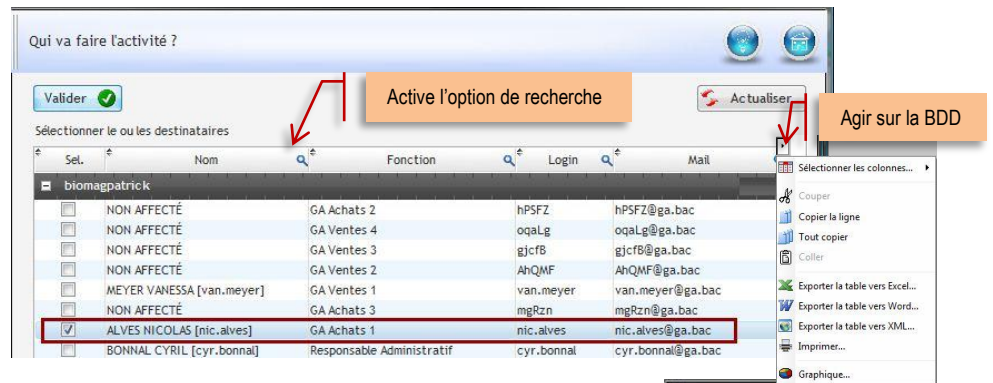 Qui va faire l'activité ?
Valider
Active l'option de recherche
Actualiser
Agir sur la BDD
Sélectionner le ou les destinataires
Sel. Nom Fonction Login Mail
biomagpatrick
NON AFFECTÉ GA Achats 2 hPSFZ hPSFZ@ga.bac
NON AFFECTÉ GA Ventes 4 oqaLg oqaLg@ga.bac
NON AFFECTÉ GA Ventes 3 gjcfB gjcfB@ga.bac
NON AFFECTÉ GA Ventes 2 AhQMF AhQMF@ga.bac
MEYER VANESSA [van.meyer] GA Ventes 1 van.meyer van.meyer@ga.bac
NON AFFECTÉ GA Achats 3 mgRzn mgRzn@ga.bac
ALVES NICOLAS [nic.alves] GA Achats 1 nic.alves nic.alves@ga.bac
BONNAL CYRIL [cyr.bonnal] Responsable Administratif cyr.bonnal cyr.bonnal@ga.bac
Sélectionner les colonnes...
Couper
Copier la ligne
Tout copier
Coller
Exporter la table vers Excel...
Exporter la table vers Word...
Exporter la table vers XML...
Imprimer...
Graphique...